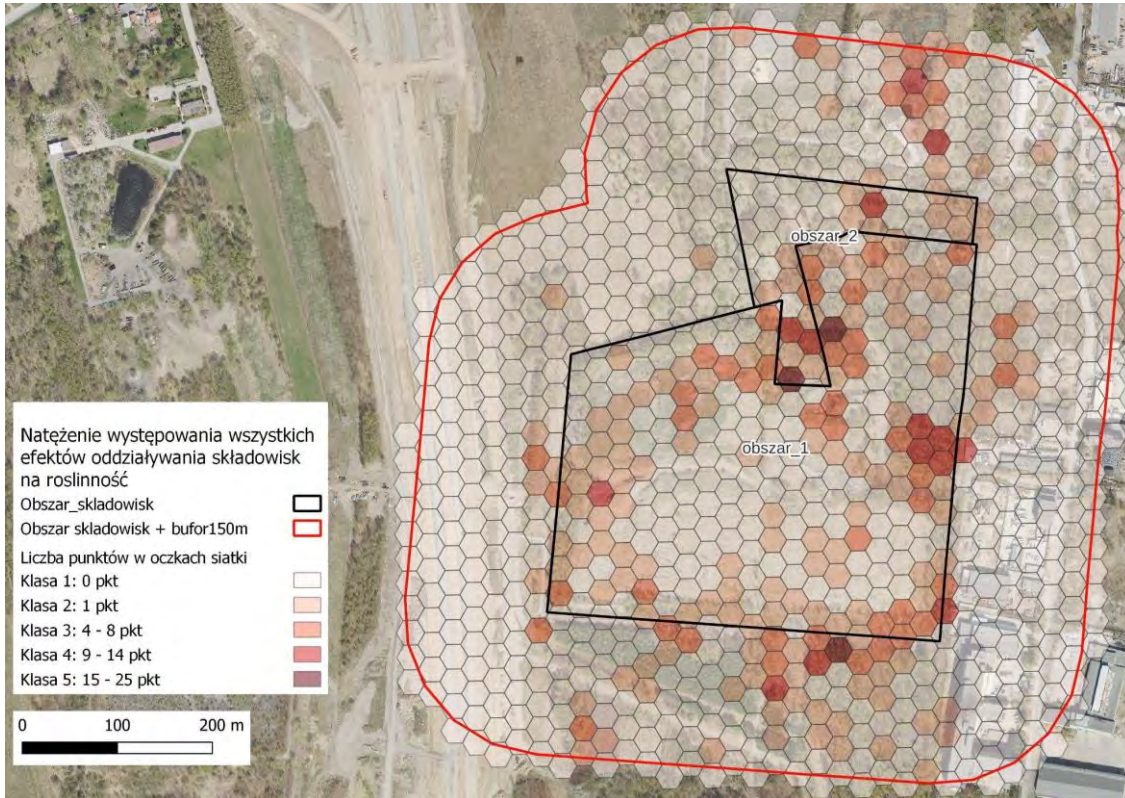 obszar_2
obszar_1
Natężenie występowania wszystkich
efektów oddziaływania składowisk
na roslinność
Obszar_skladowisk
Obszar skladowisk + bufor150m
Liczba punktów w oczkach siatki
Klasa 1: 0 pkt
Klasa 2: 1 pkt
Klasa 3: 4 - 8 pkt
Klasa 4: 9 - 14 pkt
Klasa 5: 15 - 25 pkt
0 100 200 m